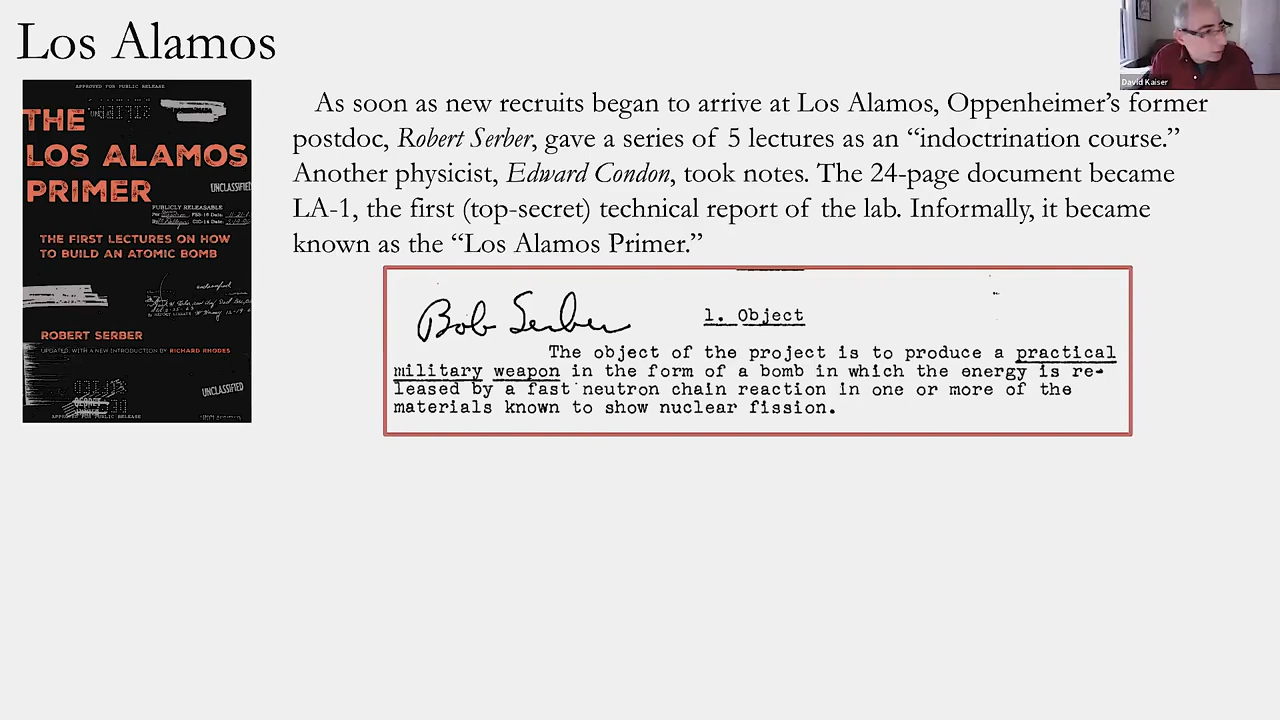 Los Alamos
David Kaiser
APPROVED FOR PUBLIC RELEASE
THE
LOS ALAMOS
PRIMER
UNCLASSIFIED
PUBLICLY RELEASABLE
THE FIRST LECTURES ON HOW
TO BUILD AN ATOMIC BOMB
ROBERT SERBER
UPDATED, WITH A NEW INTRODUCTION BY RICHARD RHODES
UNCLASSIFIED
APPROVED FOR PUBLIC RELEASE
As soon as new recruits began to arrive at Los Alamos, Oppenheimer’s former
postdoc, Robert Serber, gave a series of 5 lectures as an “indoctrination course.”
Another physicist, Edward Condon, took notes. The 24-page document became
LA-1, the first (top-secret) technical report of the lab. Informally, it became
known as the “Los Alamos Primer.”
Bob Serber
1. Object
The object of the project is to produce a practical
military weapon in the form of a bomb in which the energy is re-
leased by a fast neutron chain reaction in one or more of the
materials known to show nuclear fission.